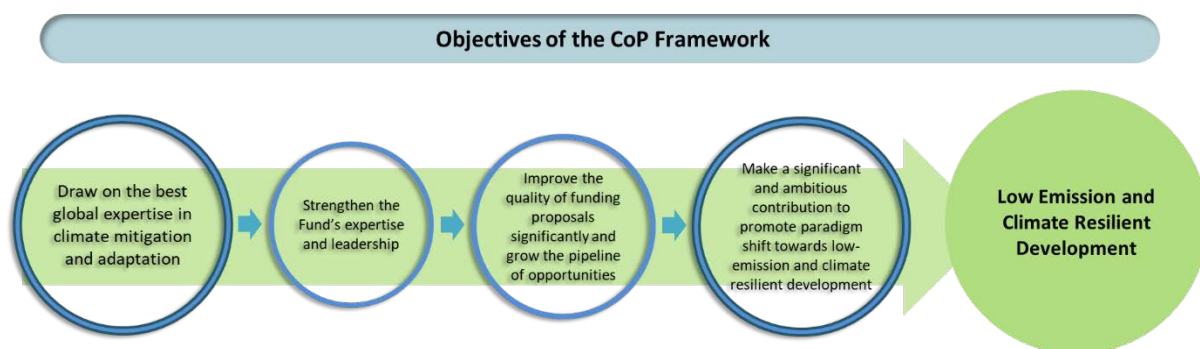 Objectives of the CoP Framework
Draw on the best
global expertise in
climate mitigation
and adaptation
Strengthen the
Fund's expertise
and leadership
Improve the
quality of funding
proposals
significantly and
grow the pipeline
of opportunities
Make a significant
and ambitious
contribution to
promote paradigm
shift towards low-
emission and climate
resilient development
Low Emission and
Climate Resilient
Development